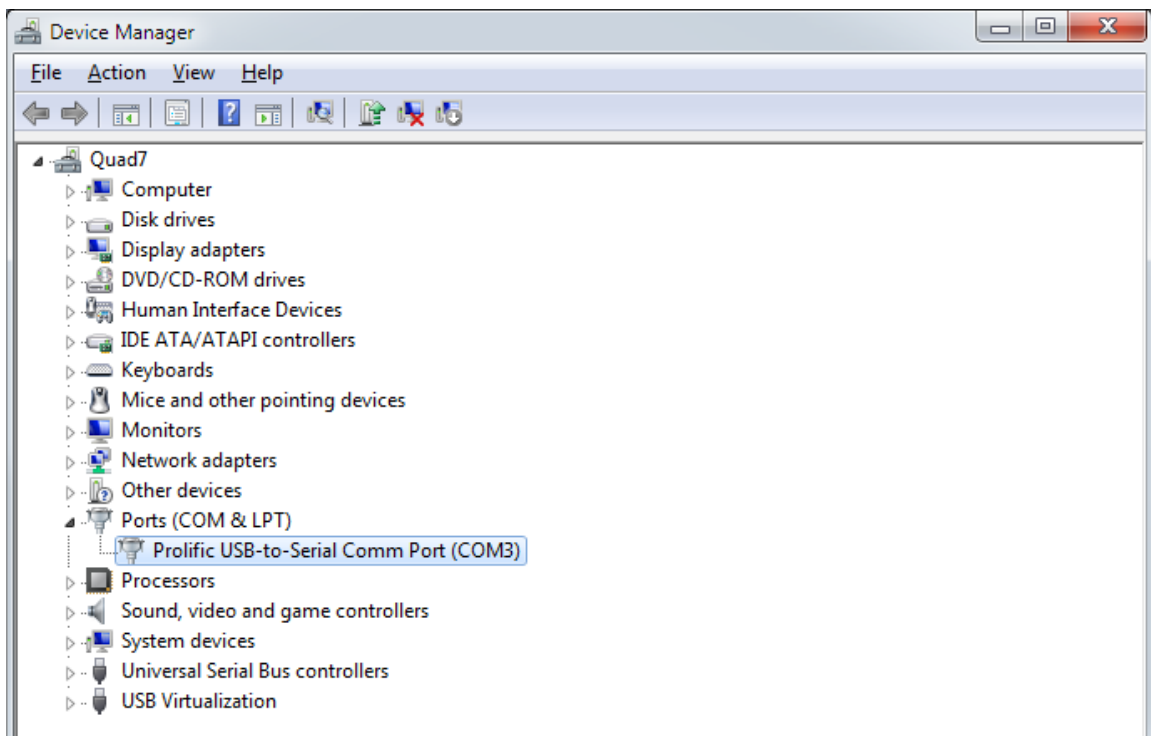 Device Manager
File Action View Help
Quad7
Computer
Disk drives
Display adapters
DVD/CD-ROM drives
Human Interface Devices
IDE ATA/ATAPI controllers
Keyboards
Mice and other pointing devices
Monitors
Network adapters
Other devices
Ports (COM & LPT)
Prolific USB-to-Serial Comm Port (COM3)
Processors
Sound, video and game controllers
System devices
Universal Serial Bus controllers
USB Virtualization